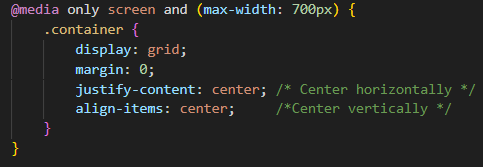 @media only screen and (max-width: 700px) {
    .container {
        display: grid;
        margin: 0;
        justify-content: center; /* Center horizontally */
        align-items: center;     /*Center vertically */
    }
}